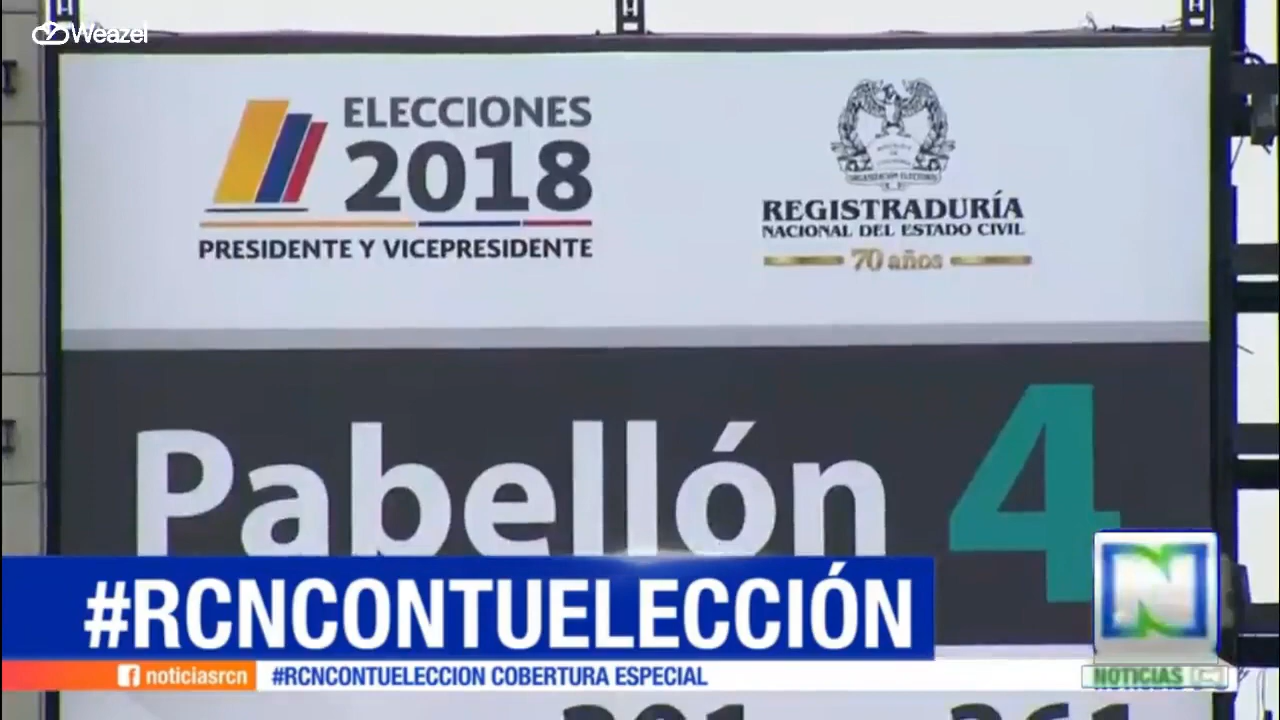 Weazel
ELECCIONES
2018
PRESIDENTE Y VICEPRESIDENTE
REGISTRADURÍA
NACIONAL DEL ESTADO CIVIL
70 años
Pabellón 4
#RCNCONTUELECCIÓN
noticiasrcn
#RCNCONTUELECCION COBERTURA ESPECIAL
N
NOTICIAS